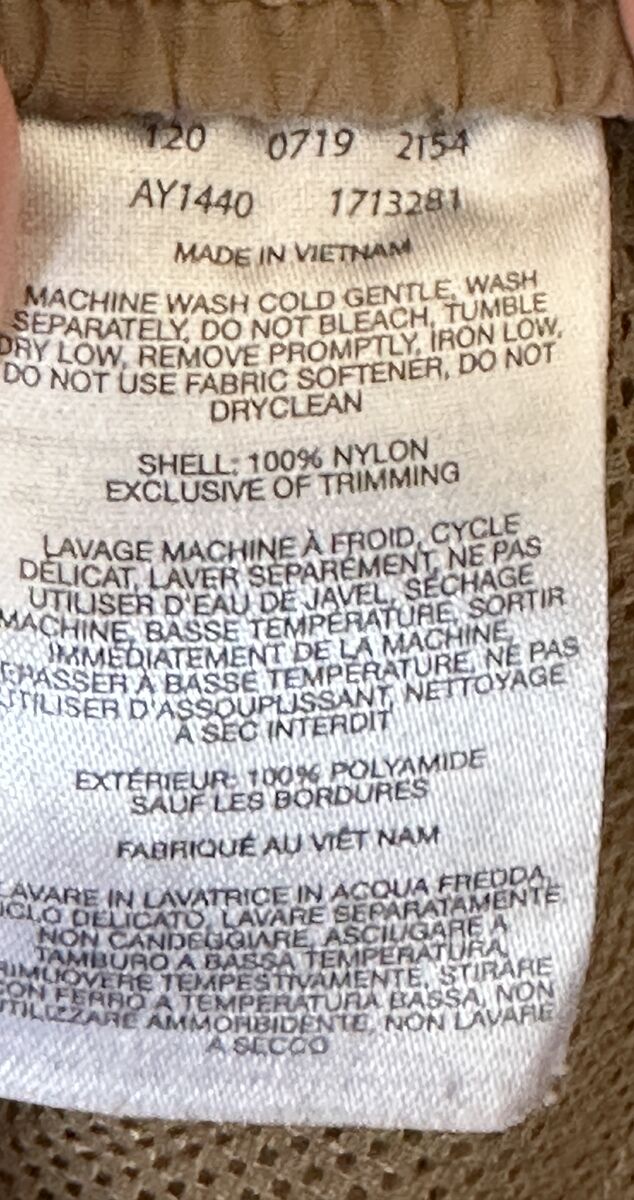 120 0719 2154
AY1440 1713281
MADE IN VIETNAM
MACHINE WASH COLD GENTLE, WASH
SEPARATELY, DO NOT BLEACH, TUMBLE
DRY LOW, REMOVE PROMPTLY, IRON LOW,
DO NOT USE FABRIC SOFTENER, DO NOT
DRYCLEAN
SHELL: 100% NYLON
EXCLUSIVE OF TRIMMING
LAVAGE MACHINE À FROID, CYCLE
DÉLICAT, LAVER SÉPARÉMENT, NE PAS
UTILISER D'EAU DE JAVEL, SÉCHAGE
MACHINE, BASSE TEMPÉRATURE, SORTIR
IMMÉDIATEMENT DE LA MACHINE,
EPASSER À BASSE TEMPÉRATURE, NE PAS
UTILISER D'ASSOUPLISSANT, NETTOYAGE
À SEC INTERDIT
EXTÉRIEUR: 100% POLYAMIDE
SAUF LES BORDURES
FABRIQUÉ AU VIÊT NAM
LAVARE IN LAVATRICE IN ACQUA FREDDA,
ICLO DELICATO, LAVARE SEPARATAMENTE,
NON CANDEGGIARE, ASCIUGARE A
TAMBURO A BASSA TEMPERATURA,
RIMUOVERE TEMPESTIVAMENTE, STIRARE
CON FERRO A TEMPERATURA BASSA, NON
UTILIZZARE AMMORBIDENTE, NON LAVARE
A SECCO